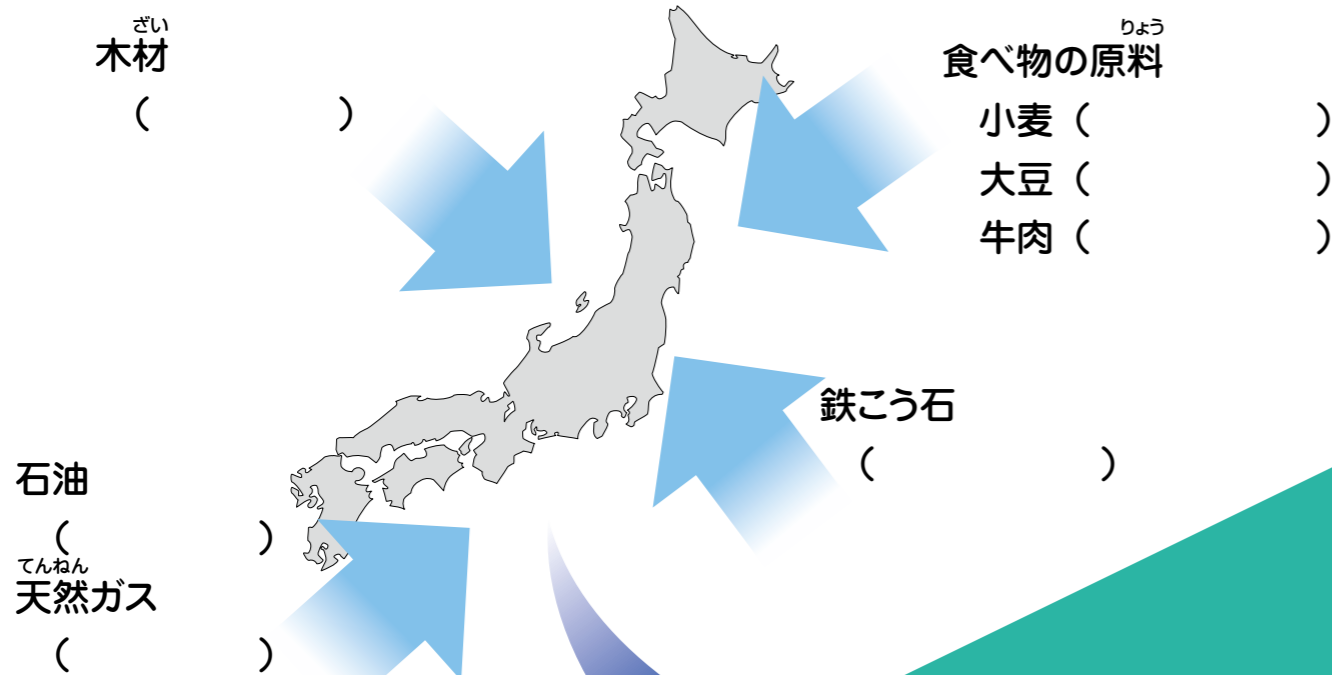 ざい
木材
(　　　　)
りょう
食べ物の原料
小麦(　　　　)
大豆(　　　　)
牛肉(　　　　)
鉄こう石
(　　　　)
石油
(　　　　)
てんねん
天然ガス
(　　　　)